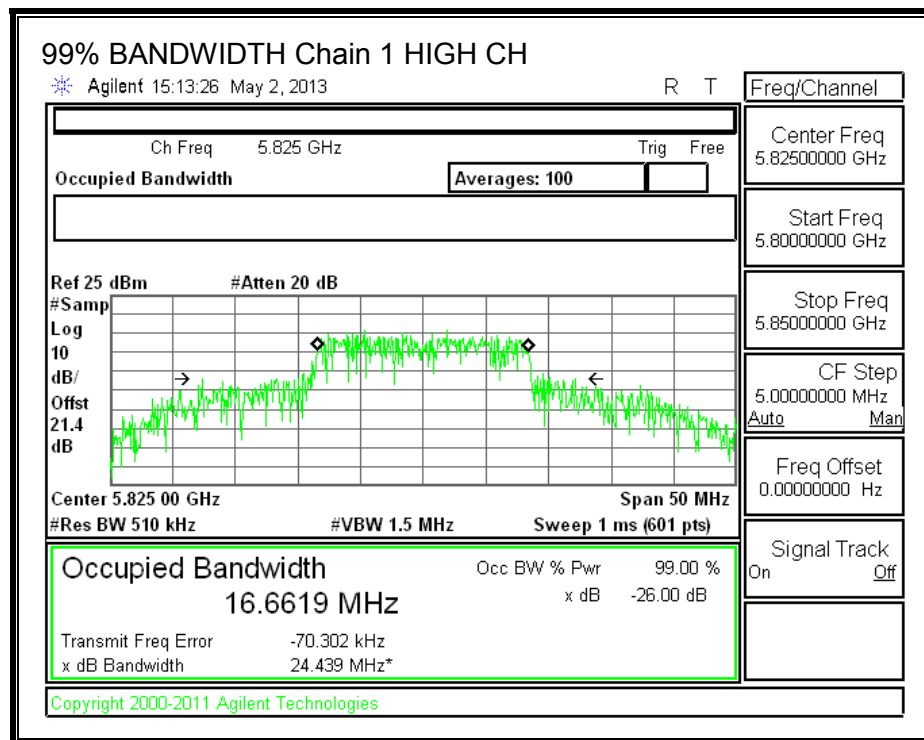 99% BANDWIDTH Chain 1 HIGH CH
Agilent 15:13:26 May 2, 2013 R T
Freq/Channel
Ch Freq 5.825 GHz Trig Free
Occupied Bandwidth Averages: 100
Center Freq
5.82500000 GHz
Start Freq
5.80000000 GHz
Ref 25 dBm #Atten 20 dB
#Samp
Log
10
dB/
Offst
21.4
dB
Stop Freq
5.85000000 GHz
CF Step
5.00000000 MHz
Auto Man
Center 5.825 00 GHz Span 50 MHz
#Res BW 510 kHz #VBW 1.5 MHz Sweep 1 ms (601 pts)
Freq Offset
0.00000000 Hz
Occupied Bandwidth Occ BW % Pwr 99.00 %
16.6619 MHz x dB -26.00 dB
Transmit Freq Error -70.302 kHz
x dB Bandwidth 24.439 MHz*
Signal Track
On Off
Copyright 2000-2011 Agilent Technologies